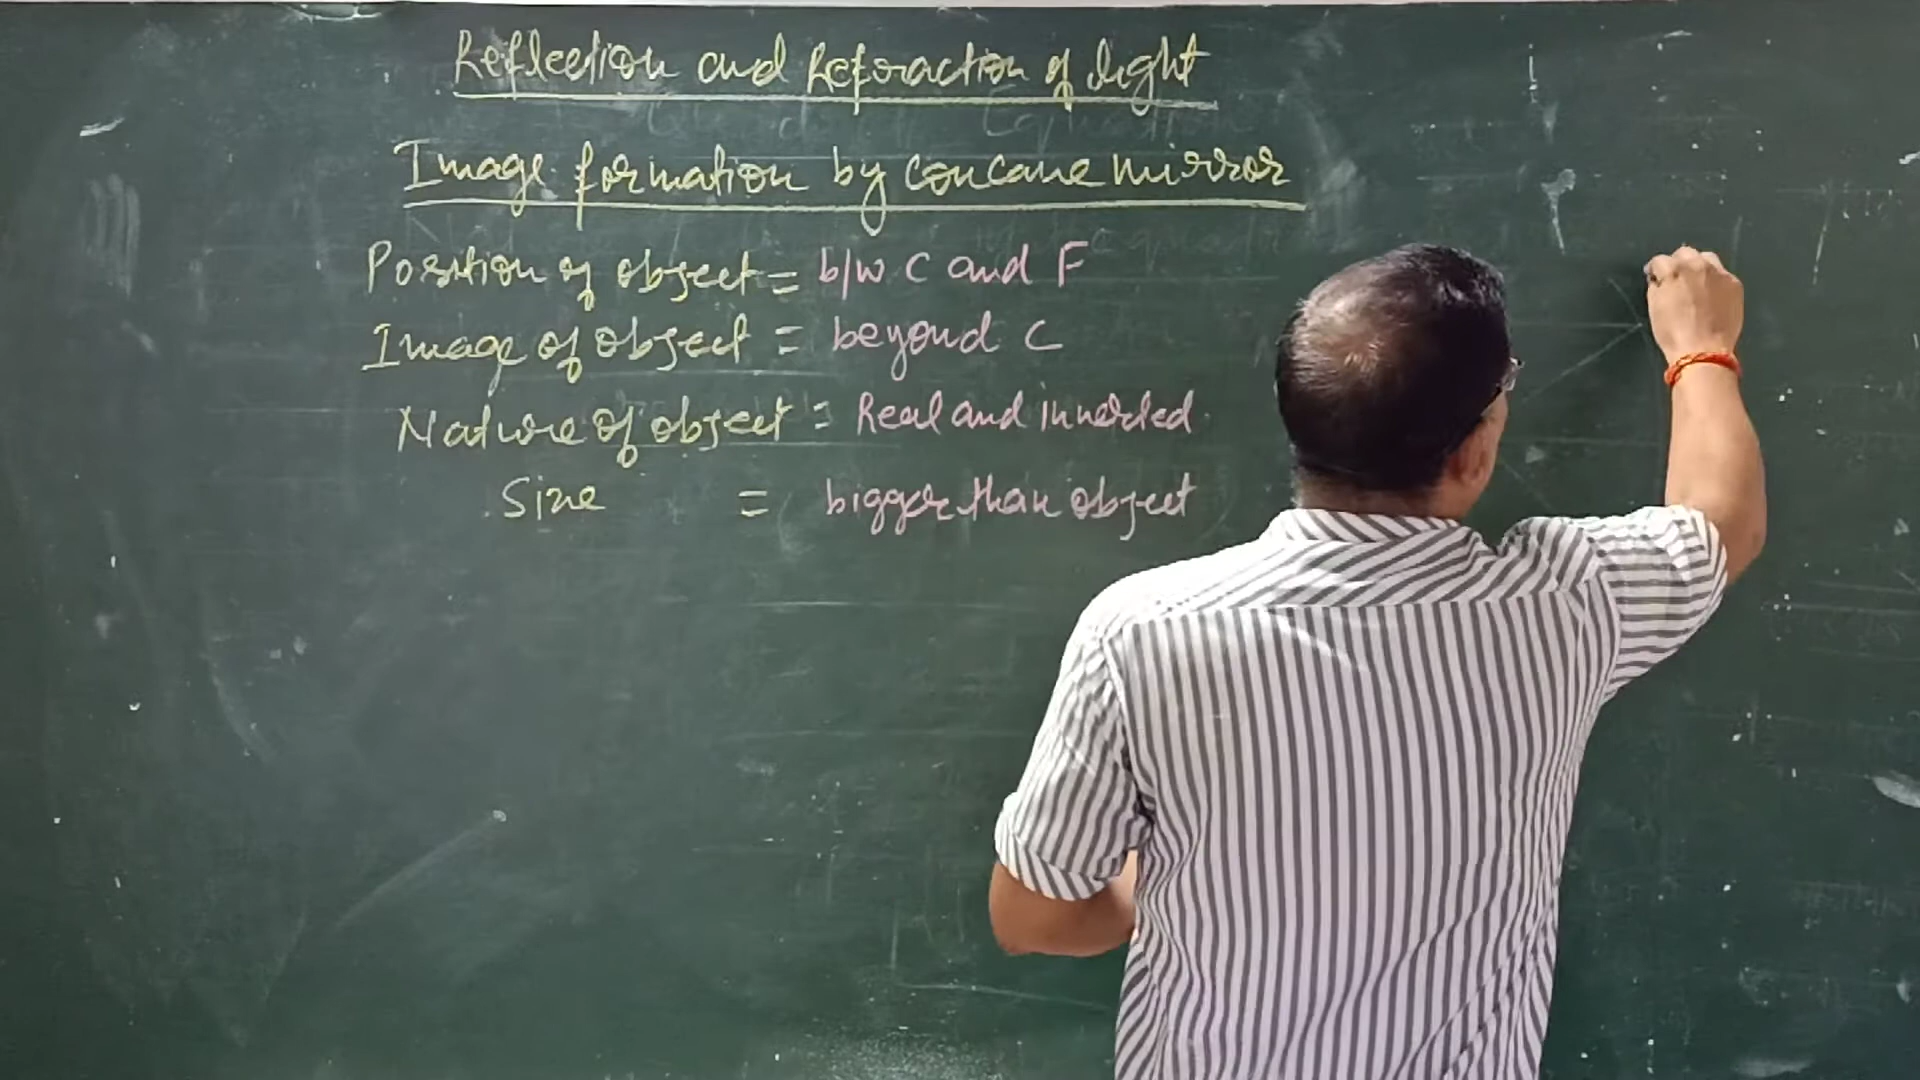 Reflection and Refraction of light
Image formation by concave mirror
Position of object = b/w C and F
Image of object = beyond C
Nature of object = Real and inverted
Size = bigger than object